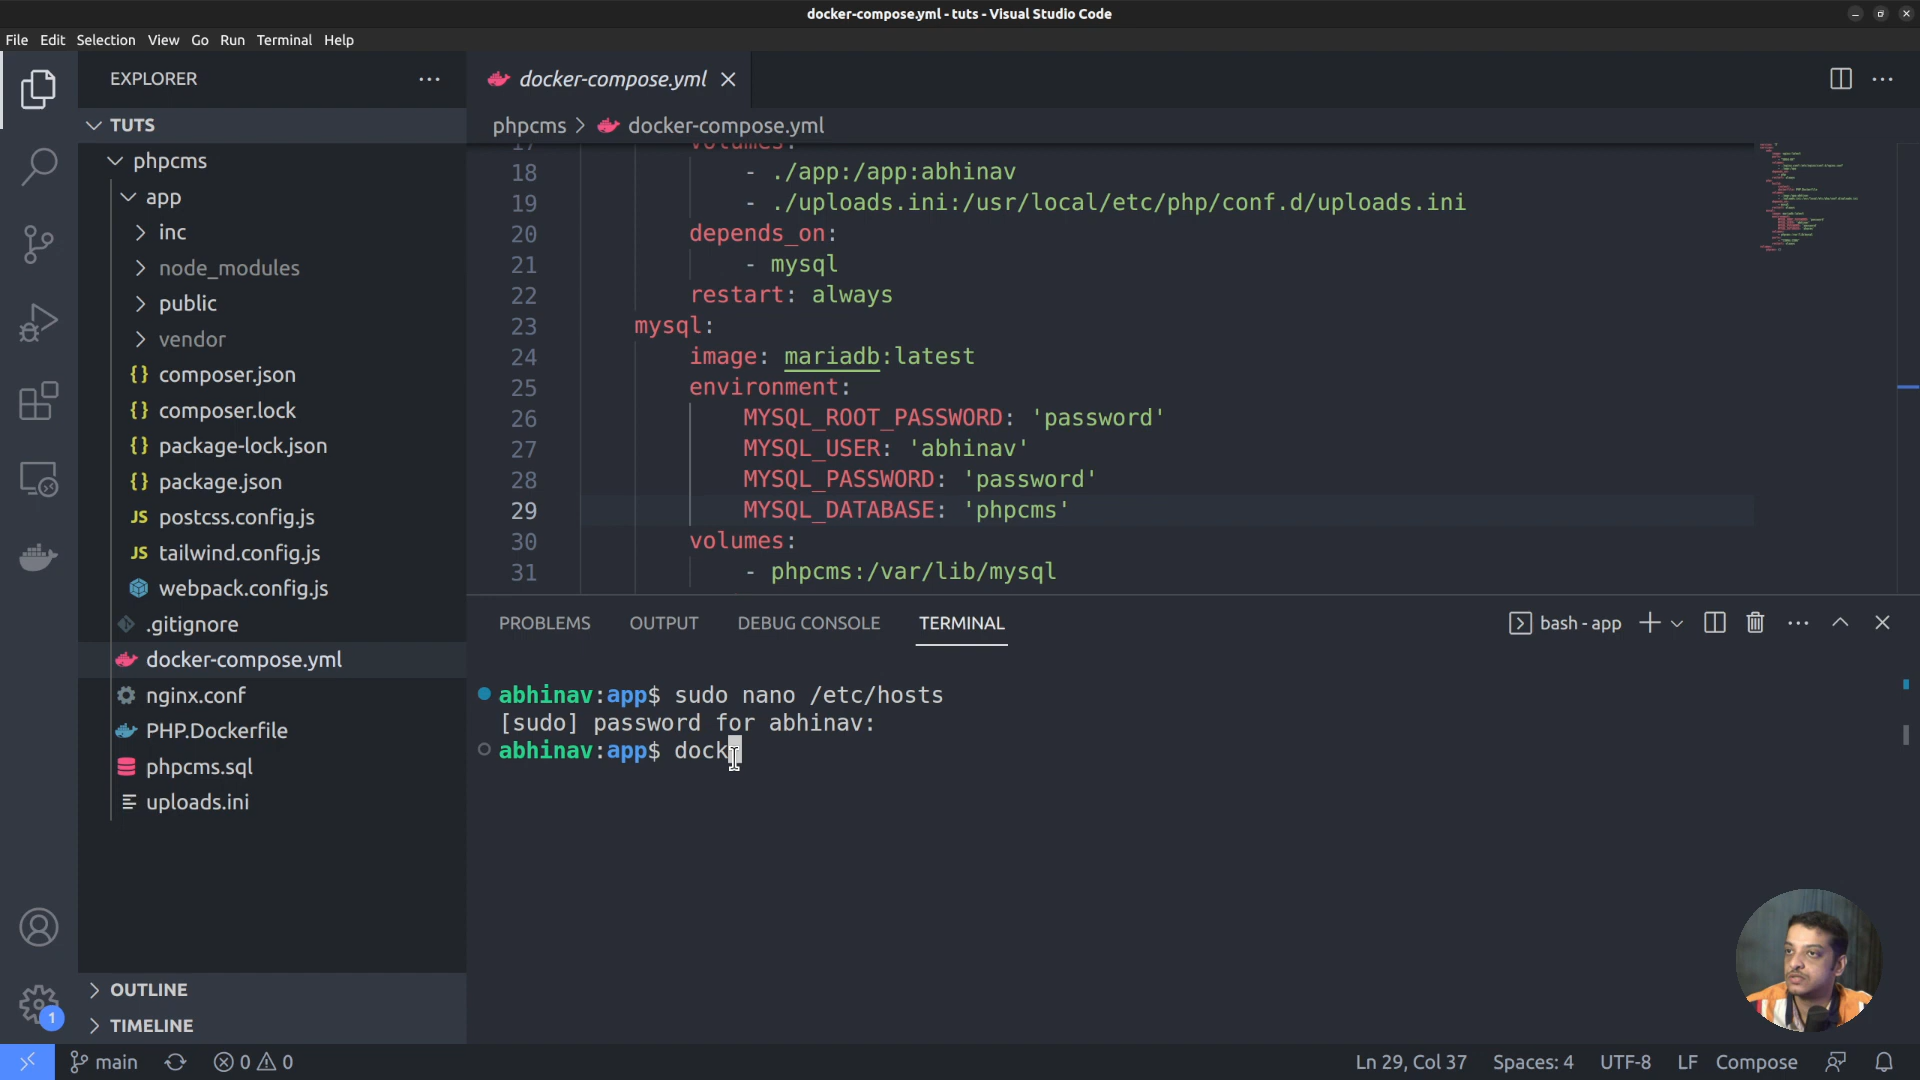 docker-compose.yml - tuts - Visual Studio Code
File Edit Selection View Go Run Terminal Help
EXPLORER
TUTS
phpcms
app
inc
node_modules
public
vendor
composer.json
composer.lock
package-lock.json
package.json
JS postcss.config.js
JS tailwind.config.js
webpack.config.js
.gitignore
docker-compose.yml
nginx.conf
PHP.Dockerfile
phpcms.sql
uploads.ini
OUTLINE
TIMELINE
docker-compose.yml
phpcms > docker-compose.yml
17 volumes:
18 - ./app:/app:abhinav
19 - ./uploads.ini:/usr/local/etc/php/conf.d/uploads.ini
20 depends_on:
21 - mysql
22 restart: always
23 mysql:
24 image: mariadb:latest
25 environment:
26 MYSQL_ROOT_PASSWORD: 'password'
27 MYSQL_USER: 'abhinav'
28 MYSQL_PASSWORD: 'password'
29 MYSQL_DATABASE: 'phpcms'
30 volumes:
31 - phpcms:/var/lib/mysql
PROBLEMS OUTPUT DEBUG CONSOLE TERMINAL
bash - app
abhinav:app$ sudo nano /etc/hosts
[sudo] password for abhinav:
abhinav:app$ dock
1
main 0 0
Ln 29, Col 37 Spaces: 4 UTF-8 LF Compose